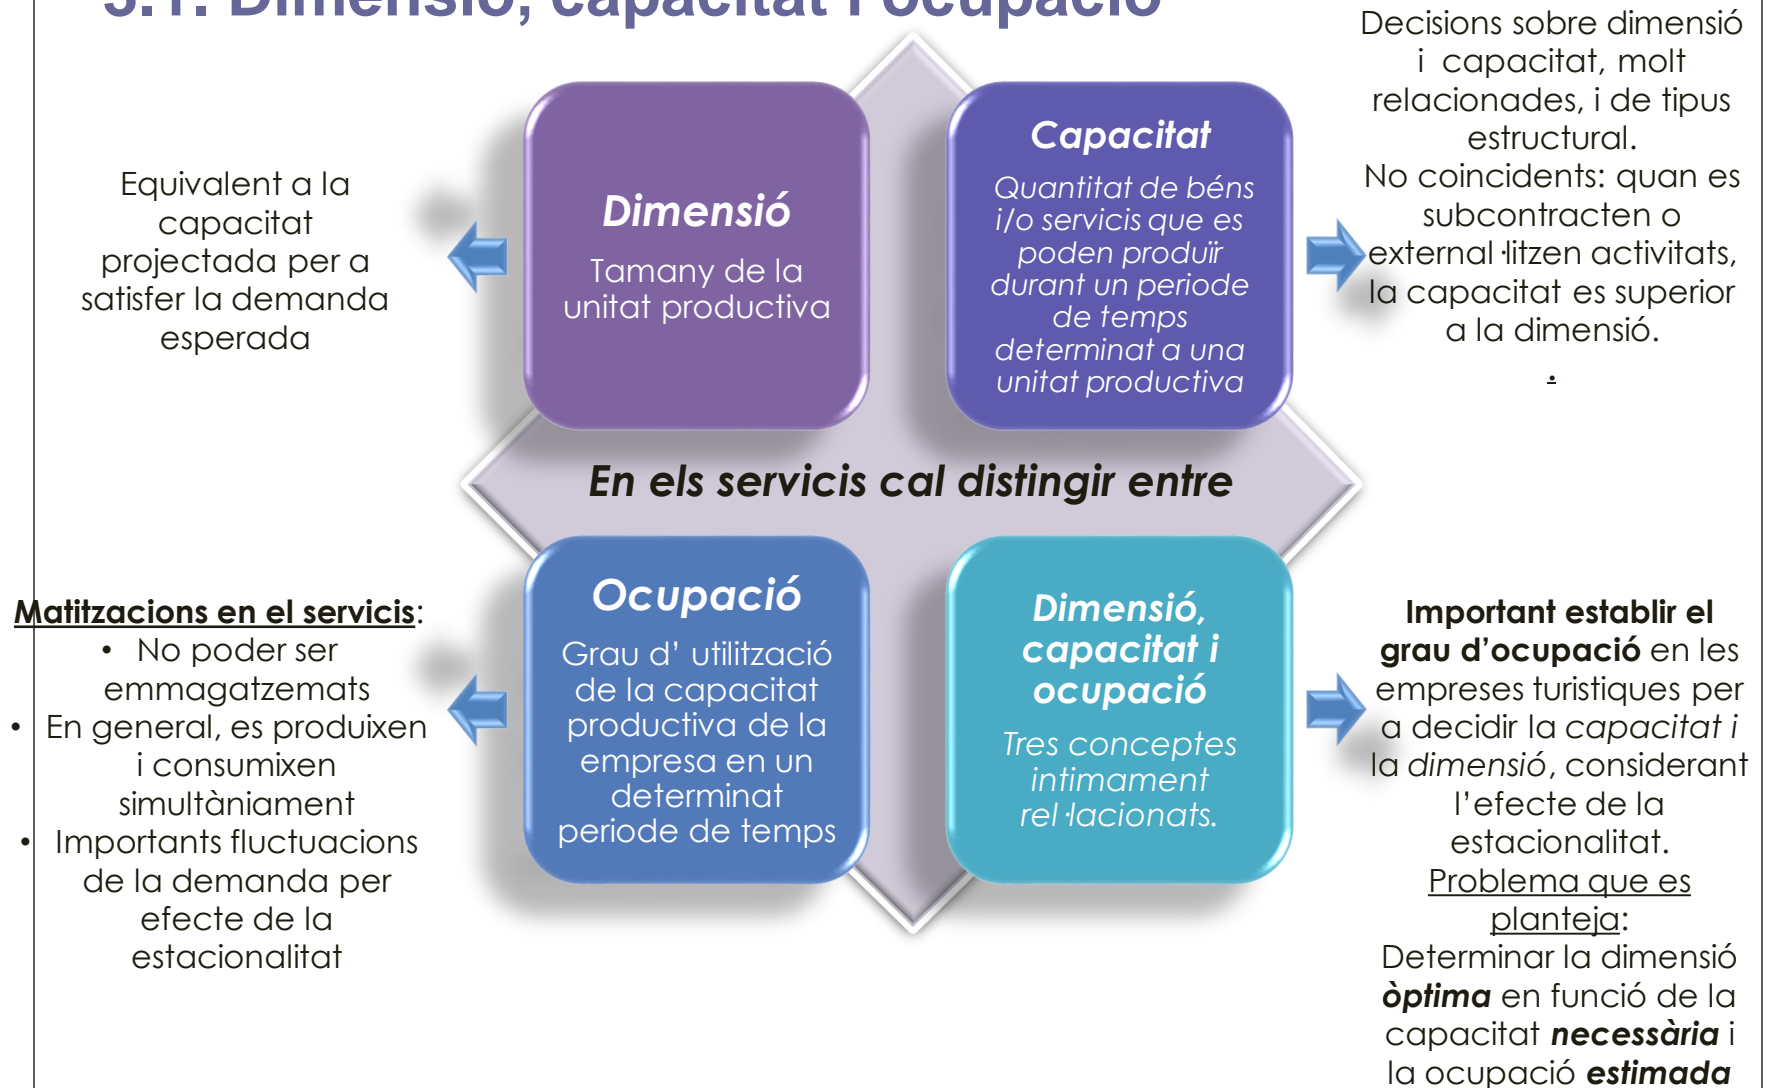 3.1. Dimensió, capacitat i ocupació
Equivalent a la
capacitat
projectada per a
satisfer la demanda
esperada
Dimensió
Tamany de la
unitat productiva
Capacitat
Quantitat de béns
i/o servicis que es
poden produïr
durant un periode
de temps
determinat a una
unitat productiva
Decisions sobre dimensió
i capacitat, molt
relacionades, i de tipus
estructural.
No coincidents: quan es
subcontracten o
external·litzen activitats,
la capacitat es superior
a la dimensió.
.
En els servicis cal distingir entre
Matitzacions en el servicis:
• No poder ser
emmagatzemats
• En general, es produixen
i consumixen
simultàniament
• Importants fluctuacions
de la demanda per
efecte de la
estacionalitat
Ocupació
Grau d' utilització
de la capacitat
productiva de la
empresa en un
determinat
periode de temps
Dimensió,
capacitat i
ocupació
Tres conceptes
intimament
rel·lacionats.
Important establir el
grau d'ocupació en les
empreses turistiques per
a decidir la capacitat i
la dimensió, considerant
l'efecte de la
estacionalitat.
Problema que es
planteja:
Determinar la dimensió
òptima en funció de la
capacitat necessària i
la ocupació estimada